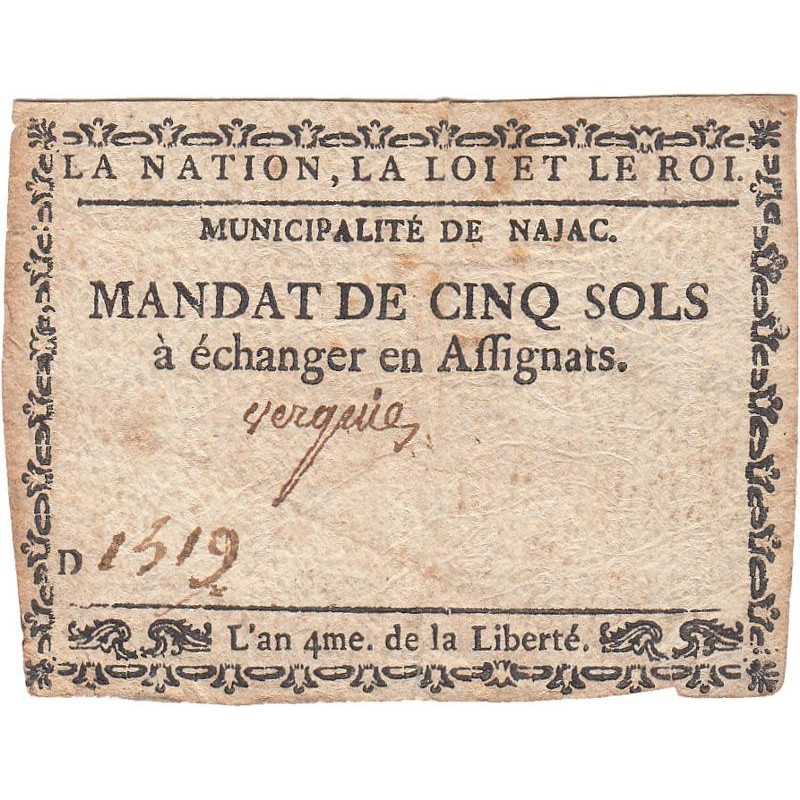 LA NATION, LA LOI ET LE ROI.
MUNICIPALITÉ DE NAJAC.
MANDAT DE CINQ SOLS
à échanger en Aſſignats.
verguies
D 1519
L'an 4me. de la Liberté.